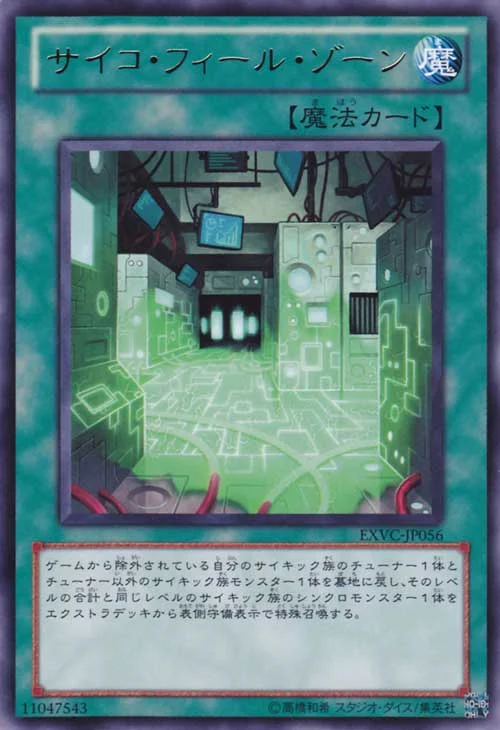 サイコ・フィール・ゾーン
魔
【魔法カード】
EXVC-JP056
ゲームから除外されている自分のサイキック族のチューナー1体と
チューナー以外のサイキック族モンスター1体を墓地に戻し、そのレベ
ルの合計と同じレベルのサイキック族のシンクロモンスター1体を
エクストラデッキから表側守備表示で特殊召喚する。
11047543
©高橋和希 スタジオ・ダイス/集英社